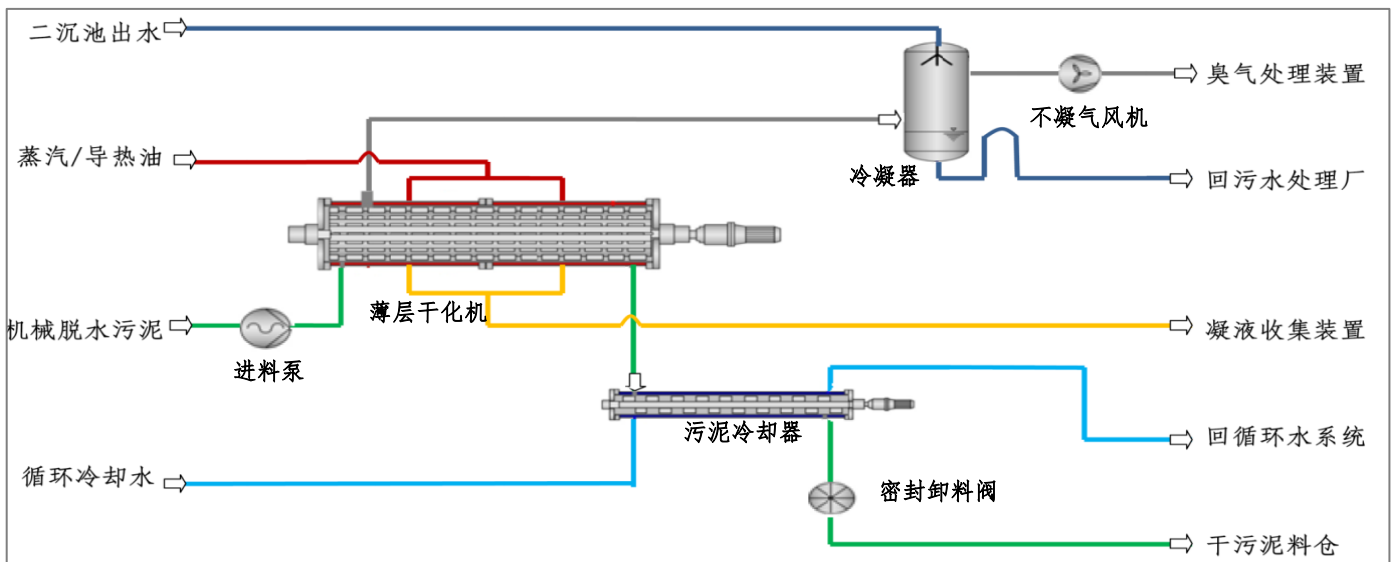 二沉池出水
臭气处理装置
不凝气风机
蒸汽/导热油
冷凝器
回污水处理厂
薄层干化机
机械脱水污泥
凝液收集装置
进料泵
污泥冷却器
回循环水系统
循环冷却水
密封卸料阀
干污泥料仓